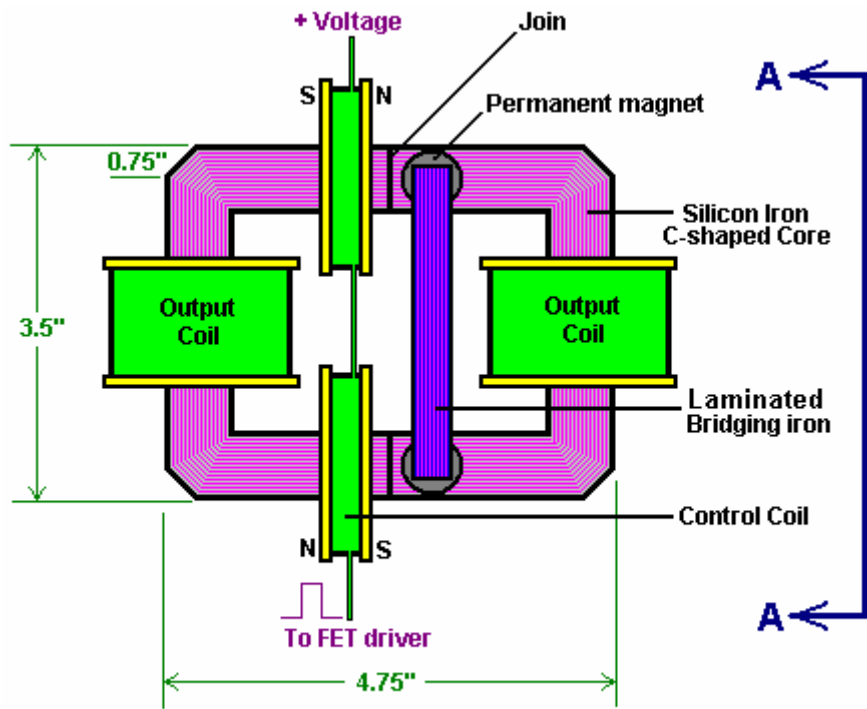 + Voltage
Join
A
S
N
Permanent magnet
0.75"
Silicon Iron
C-shaped Core
Output
Coil
Output
Coil
3.5"
Laminated
Bridging iron
Control Coil
N
S
A
To FET driver
4.75"